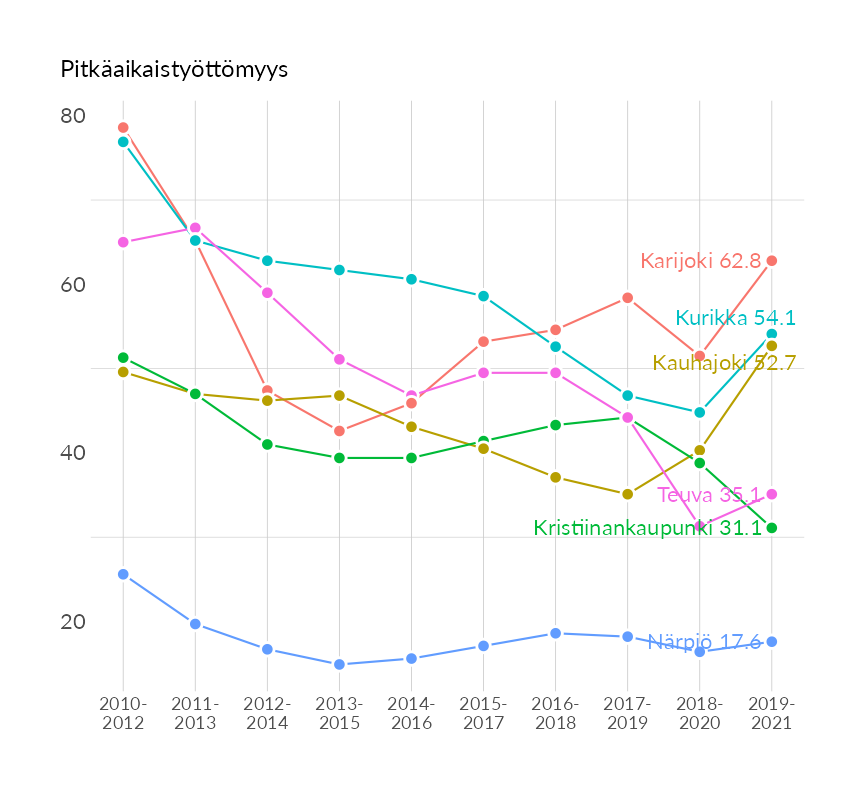 Pitkäaikaistyöttömyys
80
60
40
20
Karijoki 62.8
Kurikka 54.1
Kauhajoki 52.7
Teuva 35.1
Kristiinankaupunki 31.1
Närpiö 17.6
2010- 2011- 2012- 2013- 2014- 2015- 2016- 2017- 2018- 2019-
2012 2013 2014 2015 2016 2017 2018 2019 2020 2021